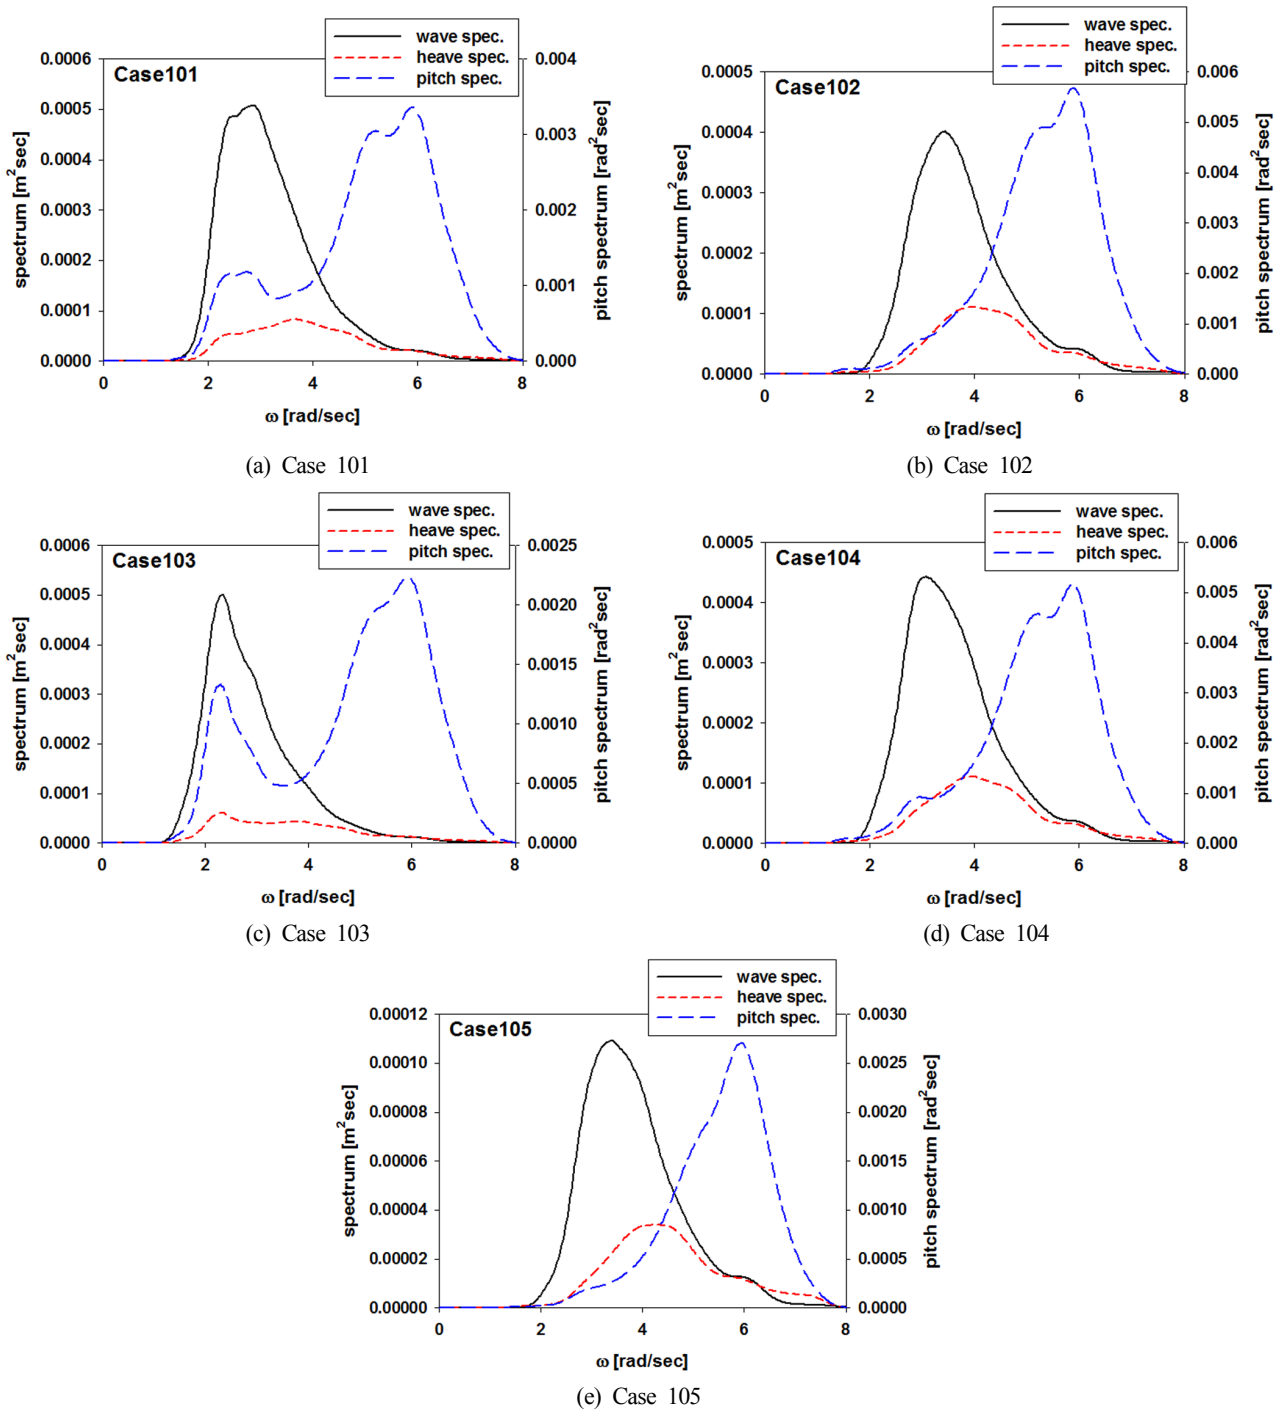 wave spec.
heave spec.
pitch spec.
Case101
0.0006
0.0005
0.0004
0.0003
0.0002
0.0001
0.0000
spectrum [m²sec]
0.004
0.003
0.002
0.001
0.000
pitch spectrum [rad²sec]
0 2 4 6 8
ω [rad/sec]
(a) Case 101
wave spec.
heave spec.
pitch spec.
Case102
0.0005
0.0004
0.0003
0.0002
0.0001
0.0000
spectrum [m²sec]
0.006
0.005
0.004
0.003
0.002
0.001
0.000
pitch spectrum [rad²sec]
0 2 4 6 8
ω [rad/sec]
(b) Case 102
wave spec.
heave spec.
pitch spec.
Case103
0.0006
0.0005
0.0004
0.0003
0.0002
0.0001
0.0000
spectrum [m²sec]
0.0025
0.0020
0.0015
0.0010
0.0005
0.0000
pitch spectrum [rad²sec]
0 2 4 6 8
ω [rad/sec]
(c) Case 103
wave spec.
heave spec.
pitch spec.
Case104
0.0005
0.0004
0.0003
0.0002
0.0001
0.0000
spectrum [m²sec]
0.006
0.005
0.004
0.003
0.002
0.001
0.000
pitch spectrum [rad²sec]
0 2 4 6 8
ω [rad/sec]
(d) Case 104
wave spec.
heave spec.
pitch spec.
Case105
0.00012
0.00010
0.00008
0.00006
0.00004
0.00002
0.00000
spectrum [m²sec]
0.0030
0.0025
0.0020
0.0015
0.0010
0.0005
0.0000
pitch spectrum [rad²sec]
0 2 4 6 8
ω [rad/sec]
(e) Case 105